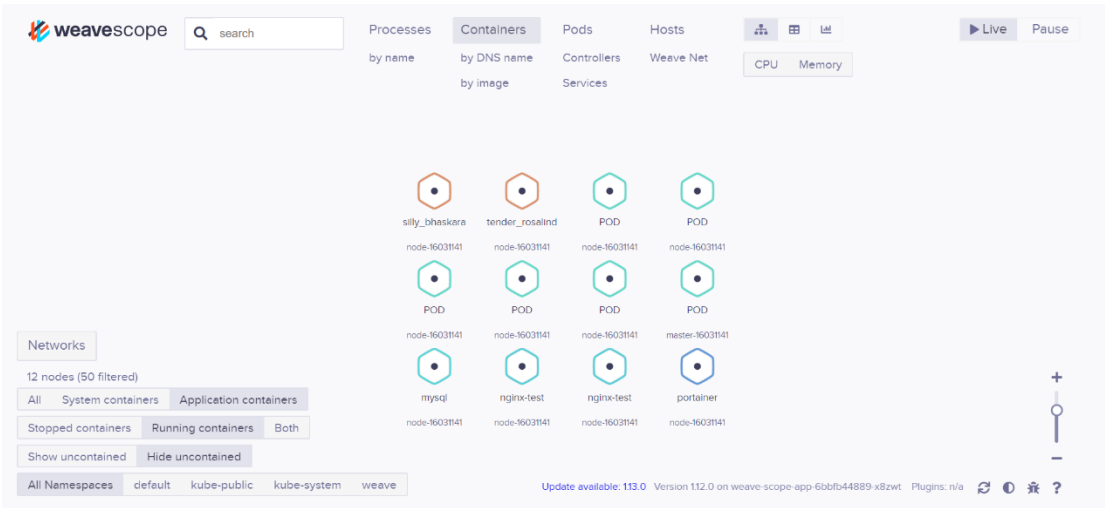 weavescope
search
Processes Containers Pods Hosts
by name by DNS name Controllers Weave Net
by image Services
CPU Memory
Live Pause
silly_bhaskara tender_rosalind POD POD
node-16031141 node-16031141 node-16031141 node-16031141
POD POD POD POD
node-16031141 node-16031141 node-16031141 master-16031141
mysql nginx-test nginx-test portainer
node-16031141 node-16031141 node-16031141 node-16031141
Networks
12 nodes (50 filtered)
All System containers Application containers
Stopped containers Running containers Both
Show uncontained Hide uncontained
All Namespaces default kube-public kube-system weave
Update available: 1.13.0 Version 1.12.0 on weave-scope-app-6bbfb44889-x8zwt Plugins: n/a ?